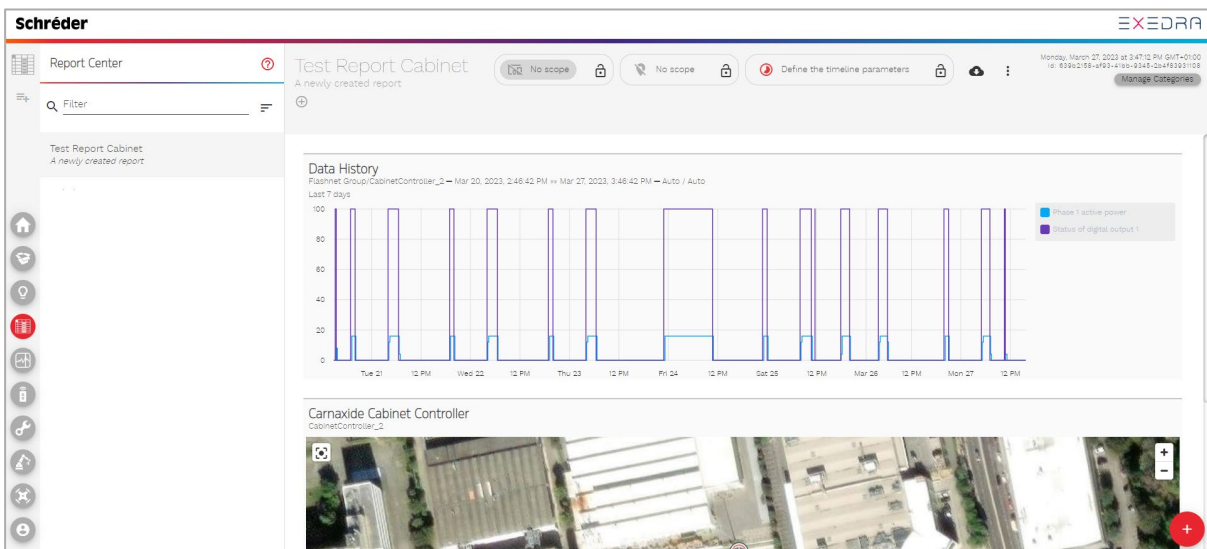 Schréder
EXEDRA
Report Center
Filter
Test Report Cabinet
A newly created report
Test Report Cabinet
A newly created report
No scope
No scope
Define the timeline parameters
Monday, March 27, 2023 at 3:47:12 PM GMT+01:00
Manage Categories
Data History
Flashnet Group/CabinetController_2 — Mar 20, 2023, 2:46:42 PM ↔ Mar 27, 2023, 3:46:42 PM — Auto / Auto
Last 7 days
100
80
60
40
20
0
Tue 21 12 PM Wed 22 12 PM Thu 23 12 PM Fri 24 12 PM Sat 25 12 PM Mar 26 12 PM Mon 27 12 PM
Phase 1 active power
Status of digital output 1
Carnaxide Cabinet Controller
CabinetController_2
+
−
+